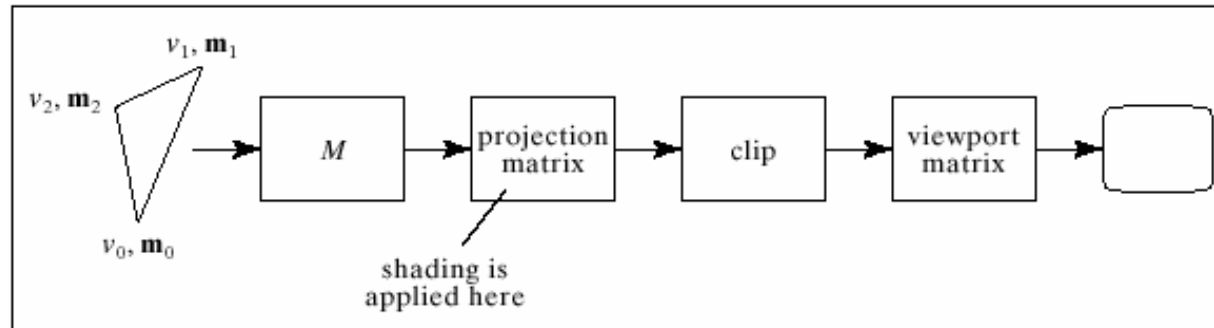 v₁, m₁
v₂, m₂
v₀, m₀
M
projection
matrix
clip
viewport
matrix
shading is
applied here